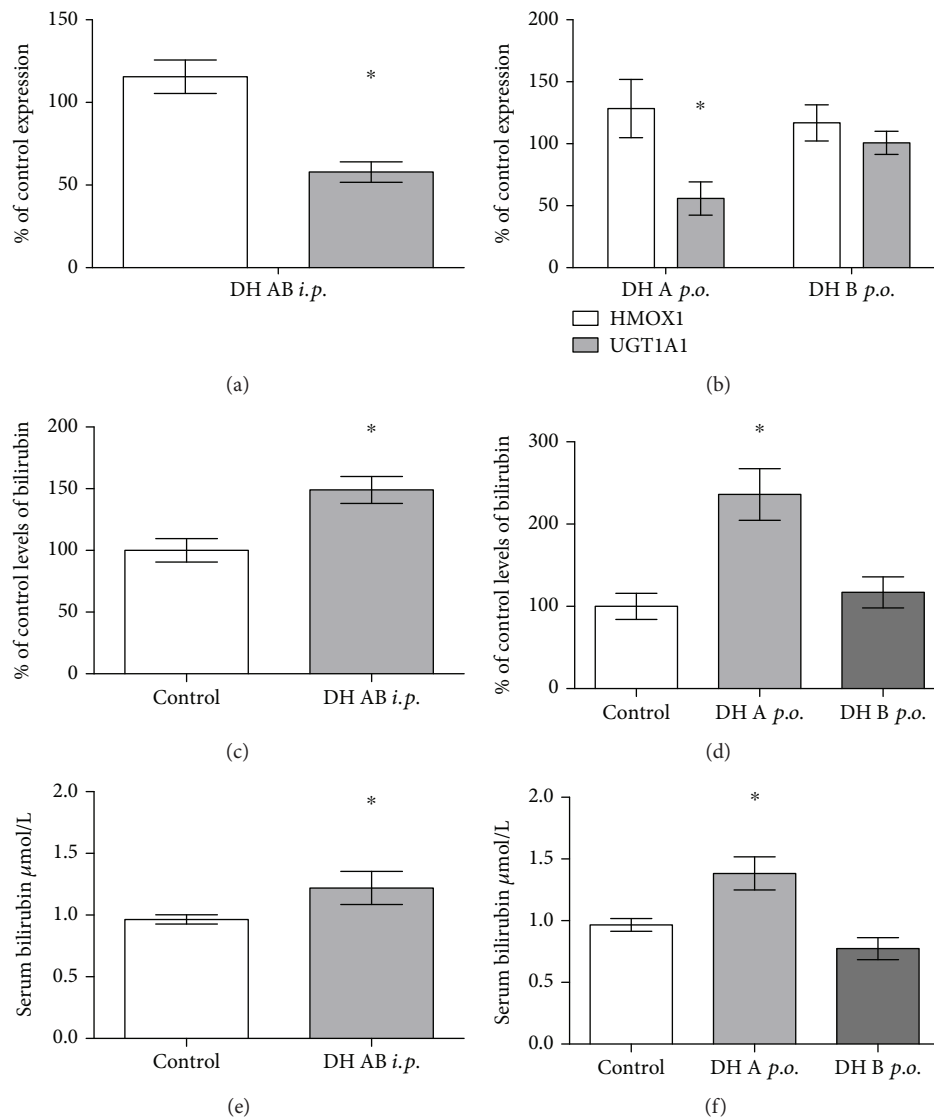 150
100
50
0
% of control expression
*
DH AB i.p.
(a)
200
150
100
50
0
% of control expression
*
DH A p.o.
DH B p.o.
HMOX1
UGT1A1
(b)
200
150
100
50
0
% of control levels of bilirubin
*
Control
DH AB i.p.
(c)
300
200
100
0
% of control levels of bilirubin
*
Control
DH A p.o.
DH B p.o.
(d)
2.0
1.5
1.0
0.5
0.0
Serum bilirubin μmol/L
*
Control
DH AB i.p.
(e)
2.0
1.5
1.0
0.5
0.0
Serum bilirubin μmol/L
*
Control
DH A p.o.
DH B p.o.
(f)